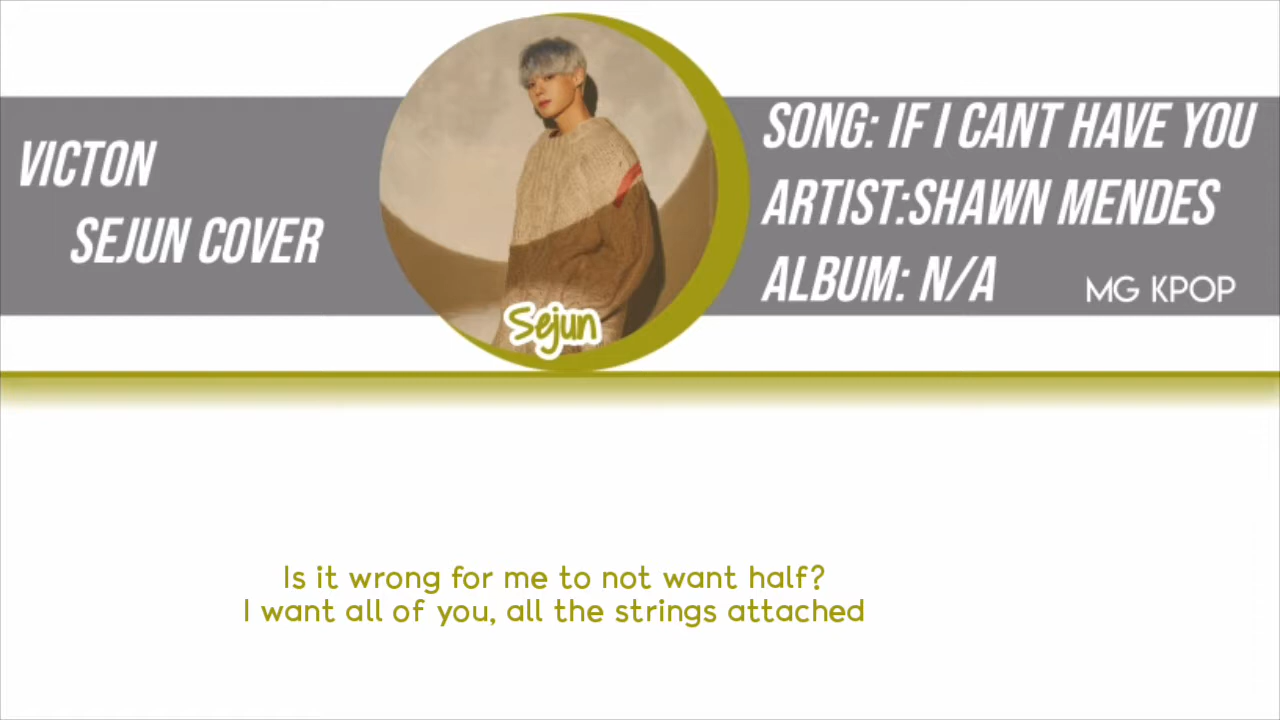 VICTON
SEJUN COVER
Sejun
SONG: IF I CANT HAVE YOU
ARTIST:SHAWN MENDES
ALBUM: N/A
MG KPOP
Is it wrong for me to not want half?
I want all of you, all the strings attached